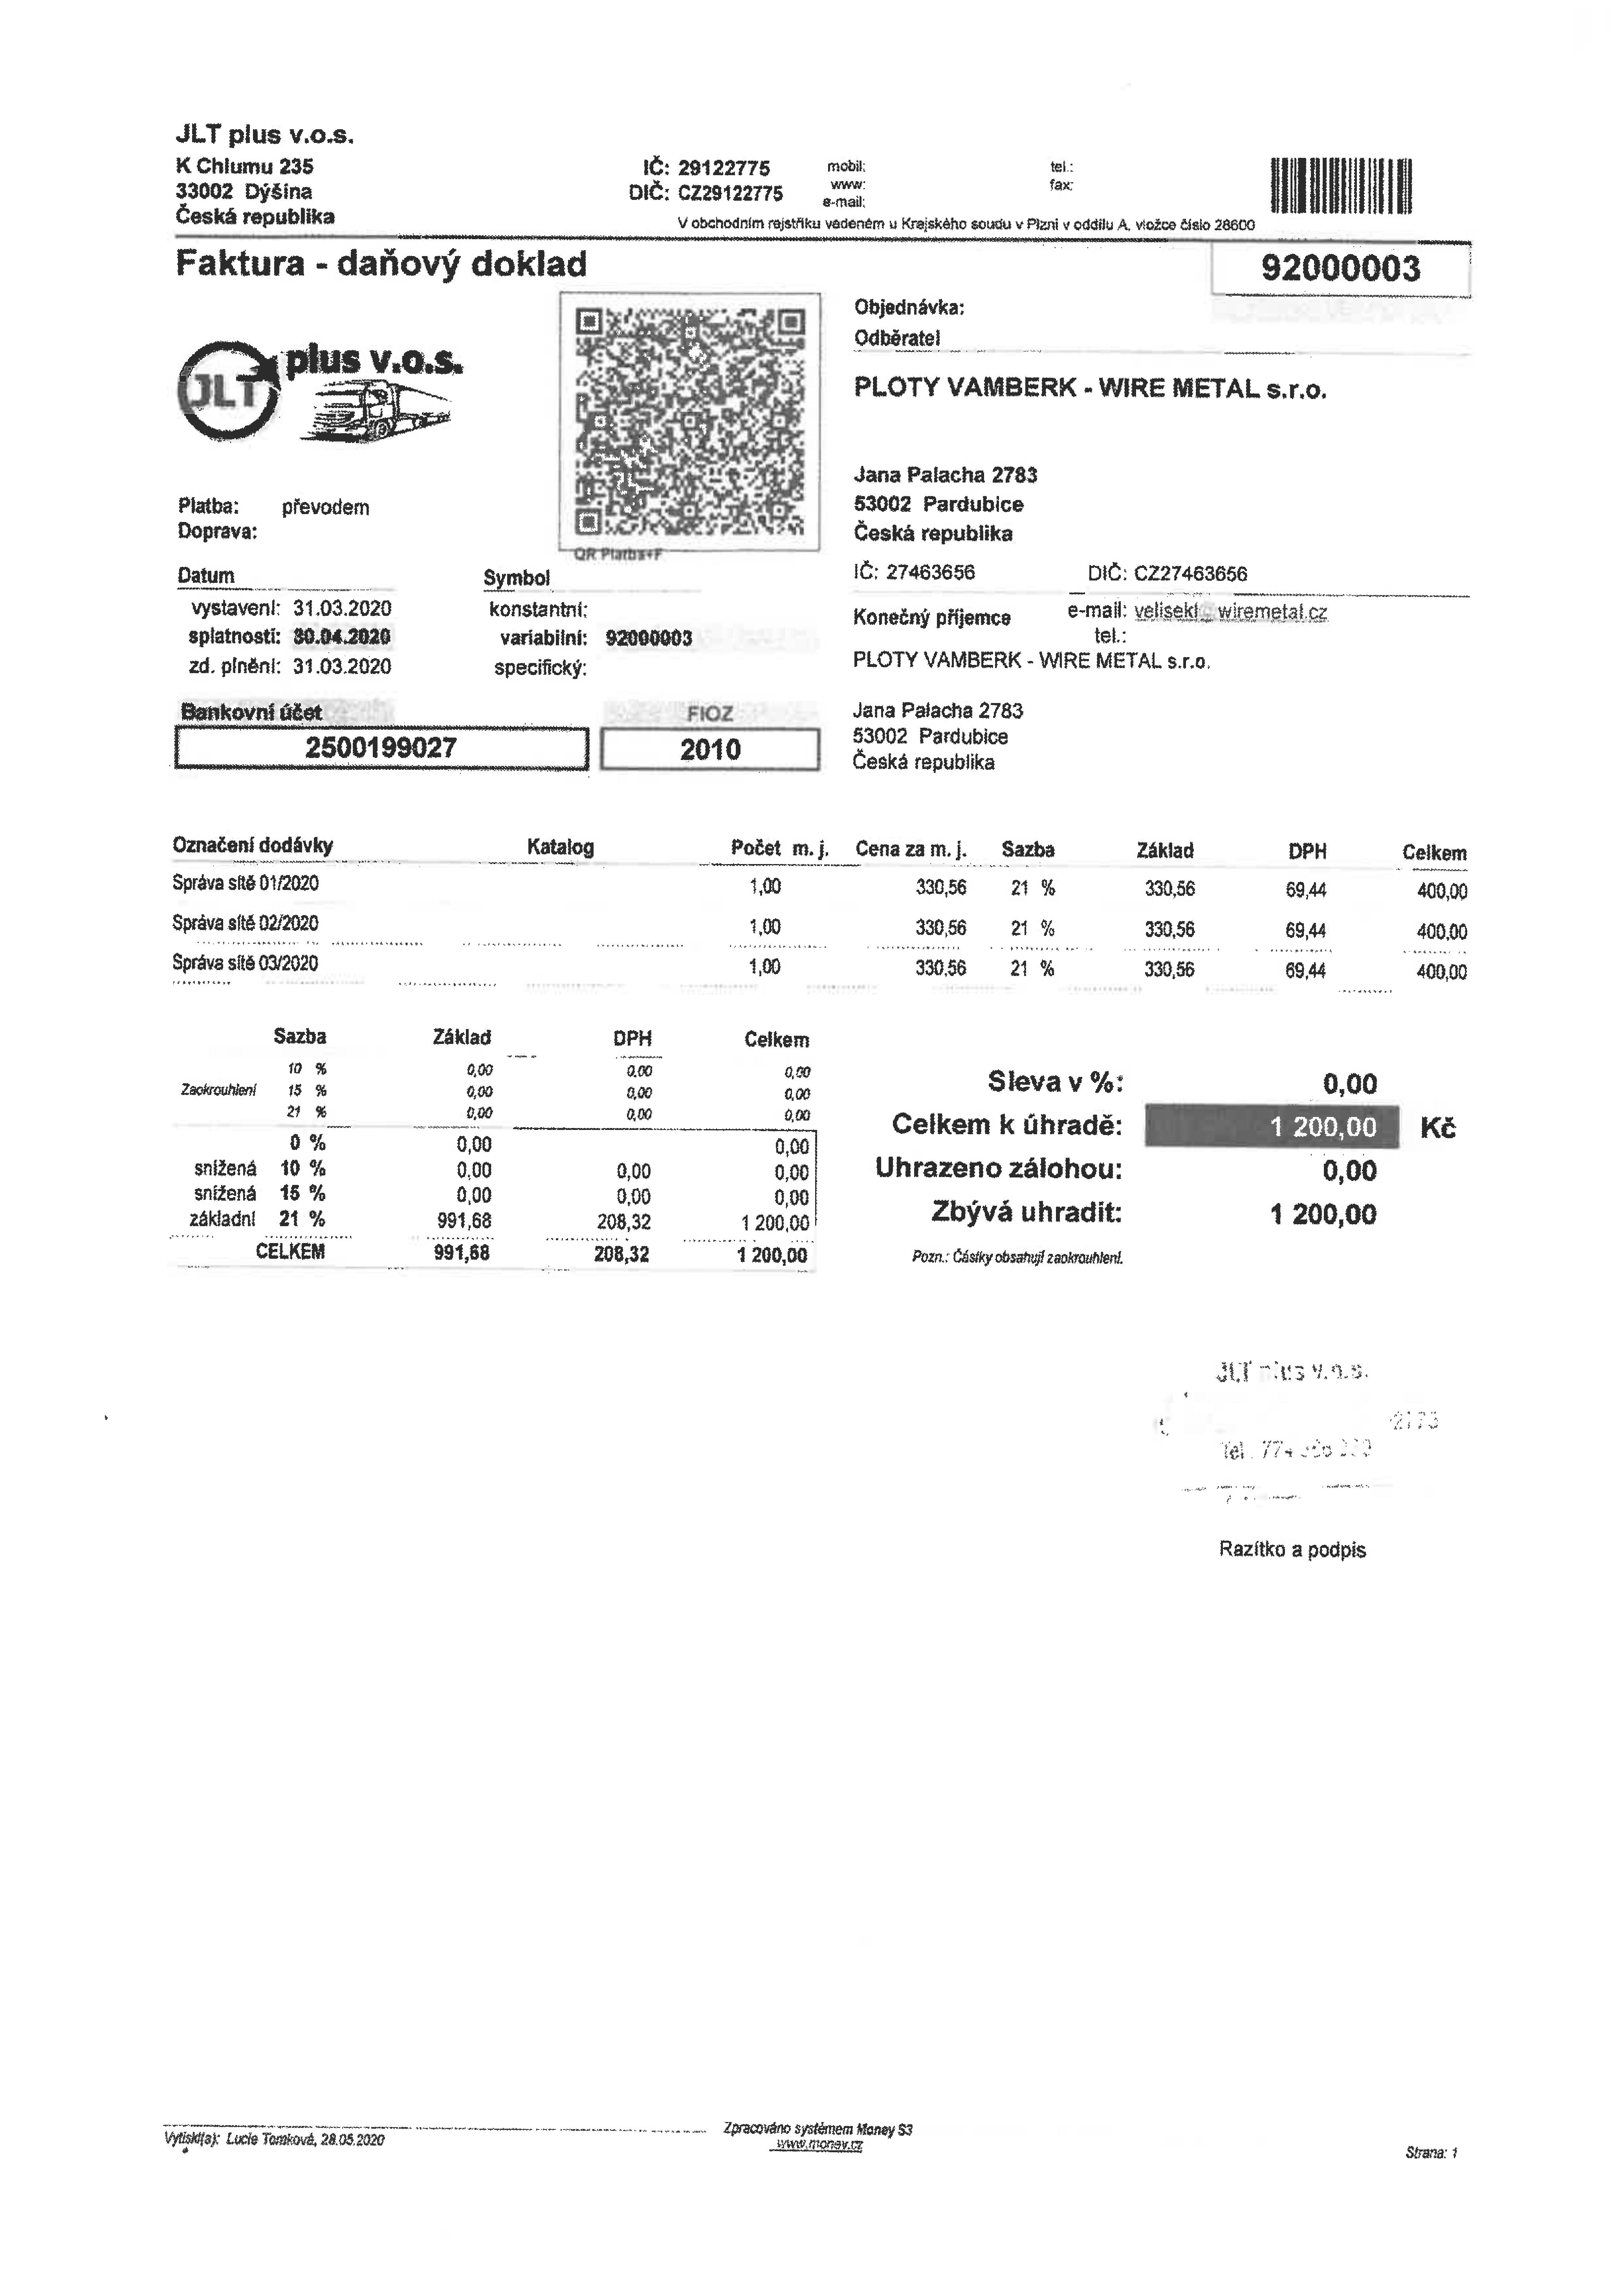 JLT plus v.o.s.
K Chlumu 235
33002 Dýšina
Česká republika
IČ: 29122775
DIČ: CZ29122775
mobil:
www:
e-mail:
tel.:
fax:
V obchodním rejstříku vedeném u Krajského soudu v Plzni v oddílu A, vložce číslo 28600
Faktura - daňový doklad
92000003
JLT plus v.o.s.
Platba: převodem
Doprava:
QR Platba+F
Objednávka:
Odběratel
PLOTY VAMBERK - WIRE METAL s.r.o.
Jana Palacha 2783
53002 Pardubice
Česká republika
IČ: 27463656 DIČ: CZ27463656
Datum
vystavení: 31.03.2020
splatnosti: 30.04.2020
zd. plnění: 31.03.2020
Symbol
konstantní:
variabilní: 92000003
specifický:
Konečný příjemce
e-mail: velisekl wiremetal.cz
tel.:
PLOTY VAMBERK - WIRE METAL s.r.o.
Jana Palacha 2783
53002 Pardubice
Česká republika
Bankovní účet FIOZ
2500199027 2010
Označení dodávky Katalog Počet m. j. Cena za m. j. Sazba Základ DPH Celkem
Správa sítě 01/2020 1,00 330,56 21 % 330,56 69,44 400,00
Správa sítě 02/2020 1,00 330,56 21 % 330,56 69,44 400,00
Správa sítě 03/2020 1,00 330,56 21 % 330,56 69,44 400,00
Sazba Základ DPH Celkem
10 % 0,00 0,00 0,00
Zaokrouhlení 15 % 0,00 0,00 0,00
21 % 0,00 0,00 0,00
0 % 0,00 0,00
snížená 10 % 0,00 0,00 0,00
snížená 15 % 0,00 0,00 0,00
základní 21 % 991,68 208,32 1 200,00
CELKEM 991,68 208,32 1 200,00
Sleva v %: 0,00
Celkem k úhradě: 1 200,00 Kč
Uhrazeno zálohou: 0,00
Zbývá uhradit: 1 200,00
Pozn.: Částky obsahují zaokrouhlení.
JLT plus v.o.s.
Tel. 774
Razítko a podpis
Vytiskl(a): Lucie Tomková, 28.05.2020
Zpracováno systémem Money S3
www.money.cz
Strana: 1